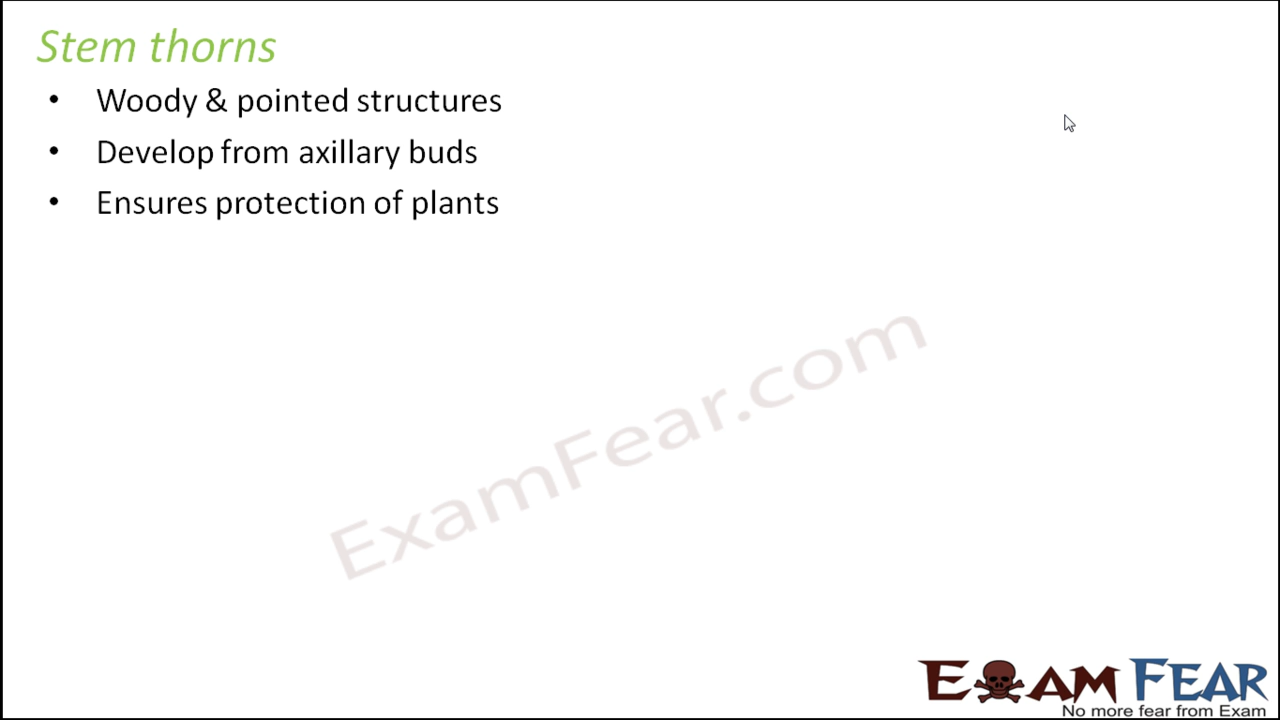 Stem thorns
• Woody & pointed structures
• Develop from axillary buds
• Ensures protection of plants
ExamFear.com
EXAM FEAR
No more fear from Exam